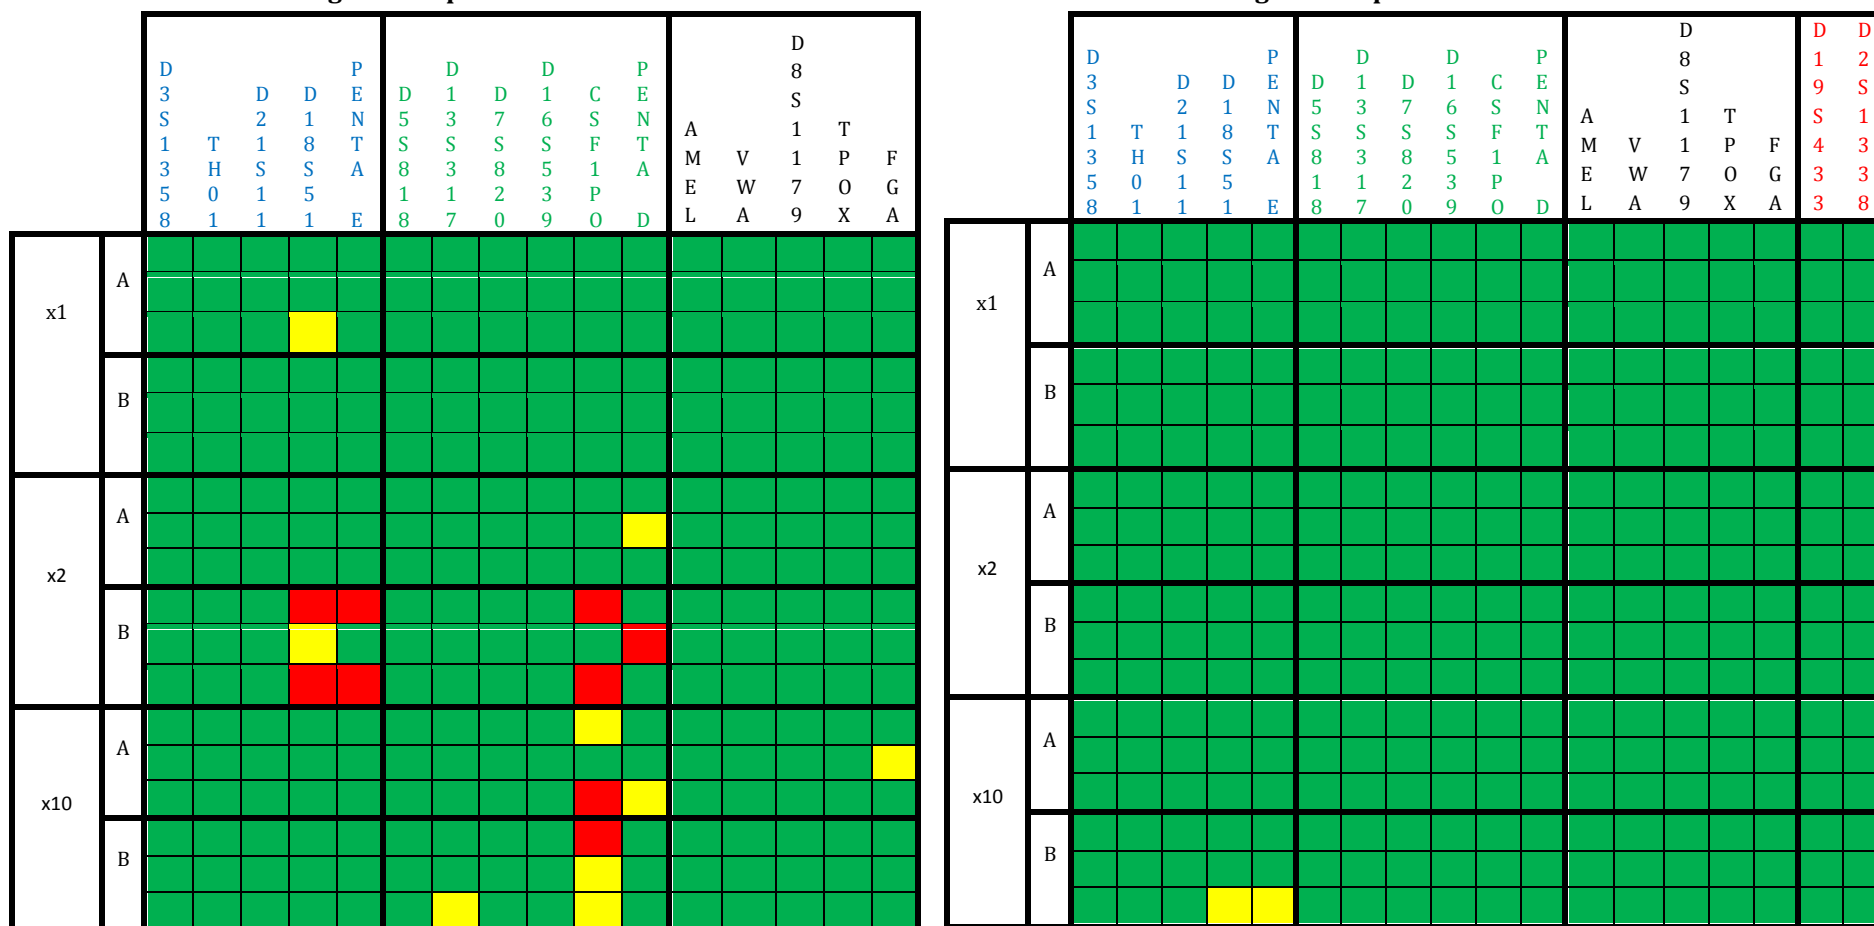 D3S1358
TH01
D21S11
D18S51
PENTA E
D5S818
D13S317
D7S820
D16S539
CSF1PO
PENTA D
AMEL
VWA
D8S1179
TPOX
FGA
x1
A
B
x2
A
B
x10
A
B
D3S1358
TH01
D21S11
D18S51
PENTA E
D5S818
D13S317
D7S820
D16S539
CSF1PO
PENTA D
AMEL
VWA
D8S1179
TPOX
FGA
D19S433
D2S1338
x1
A
B
x2
A
B
x10
A
B